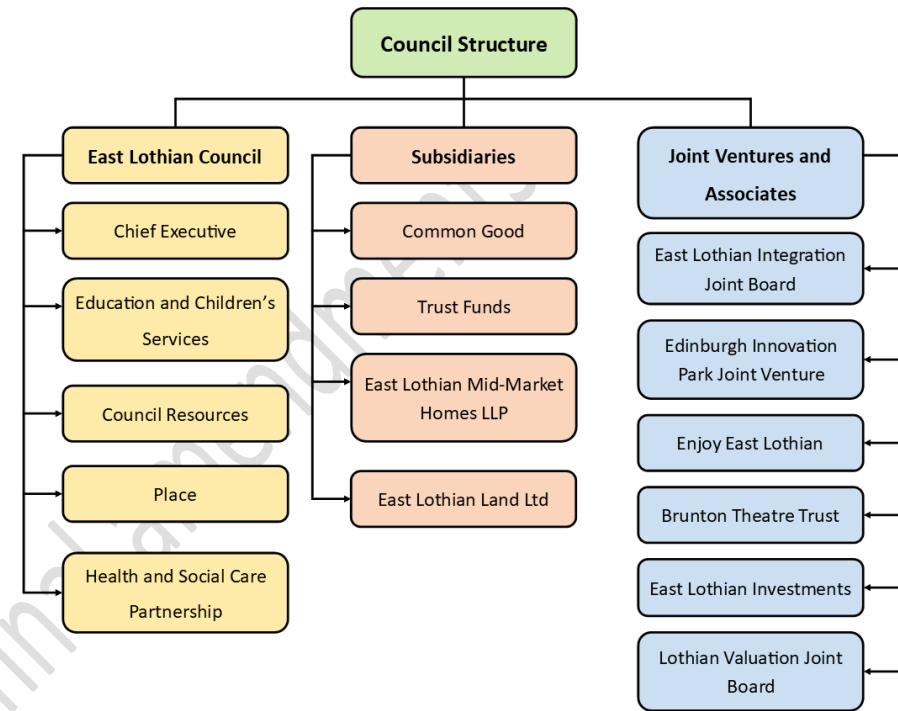 Council Structure
East Lothian Council
Chief Executive
Education and Children's
Services
Council Resources
Place
Health and Social Care
Partnership
Subsidiaries
Common Good
Trust Funds
East Lothian Mid-Market
Homes LLP
East Lothian Land Ltd
Joint Ventures and
Associates
East Lothian Integration
Joint Board
Edinburgh Innovation
Park Joint Venture
Enjoy East Lothian
Brunton Theatre Trust
East Lothian Investments
Lothian Valuation Joint
Board
amendments